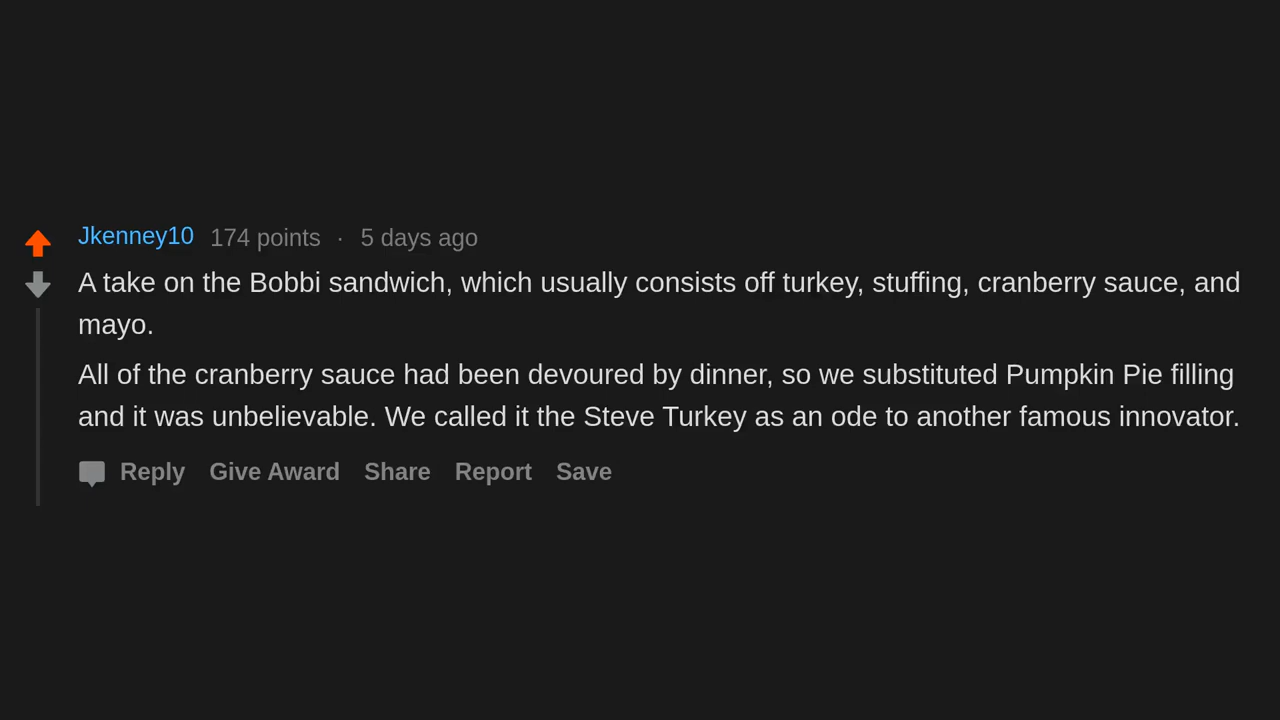 Jkenney10 174 points · 5 days ago
A take on the Bobbi sandwich, which usually consists off turkey, stuffing, cranberry sauce, and
mayo.
All of the cranberry sauce had been devoured by dinner, so we substituted Pumpkin Pie filling
and it was unbelievable. We called it the Steve Turkey as an ode to another famous innovator.
Reply Give Award Share Report Save